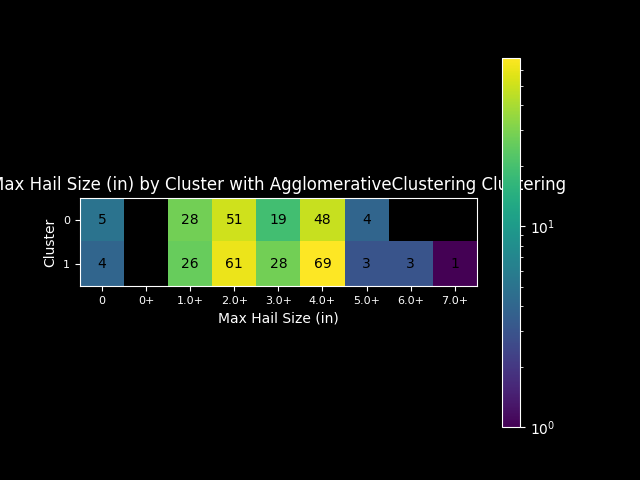 Max Hail Size (in) by Cluster with AgglomerativeClustering Clustering
Cluster
0 5 28 51 19 48 4
1 4 26 61 28 69 3 3 1
0 0+ 1.0+ 2.0+ 3.0+ 4.0+ 5.0+ 6.0+ 7.0+
Max Hail Size (in)
10¹
10⁰